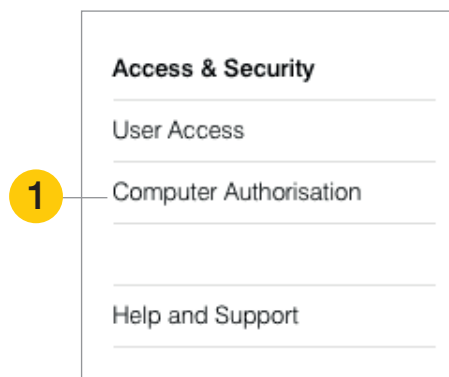 Access & Security
User Access
1
Computer Authorisation
Help and Support